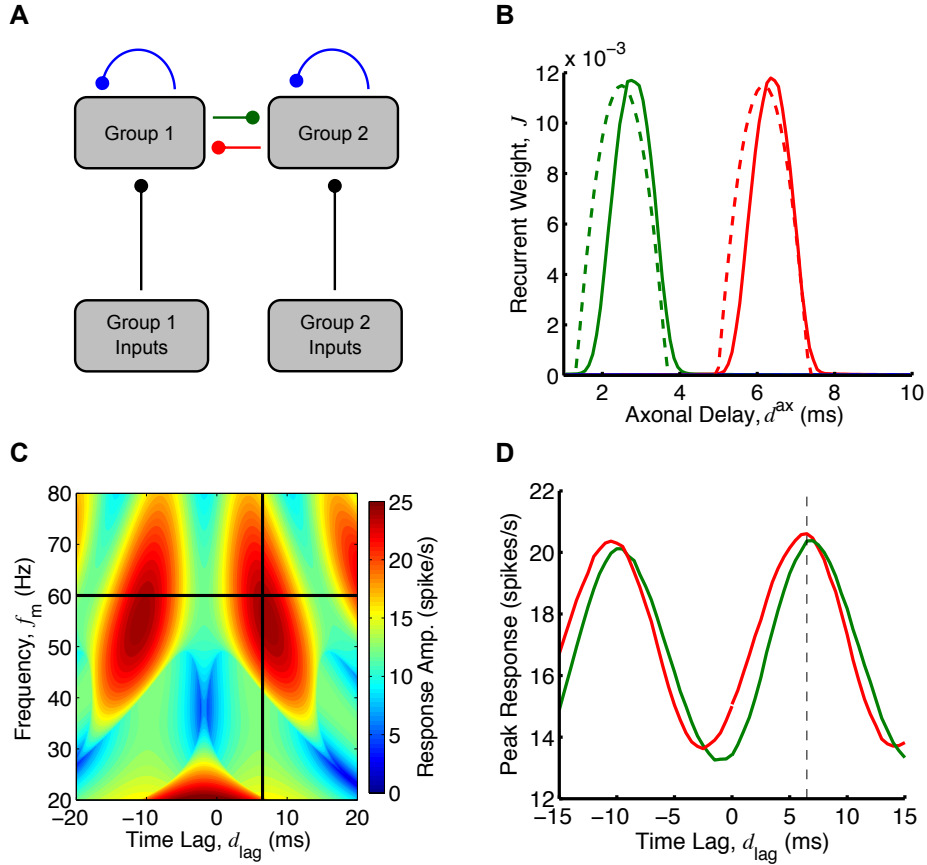 A
Group 1
Group 2
Group 1
Inputs
Group 2
Inputs
B
x 10⁻³
12
10
8
6
4
2
0
Recurrent Weight, J
2 4 6 8 10
Axonal Delay, d^ax (ms)
C
80
70
60
50
40
30
20
Frequency, f_m (Hz)
−20 −10 0 10 20
Time Lag, d_lag (ms)
25
20
15
10
5
0
Response Amp. (spike/s)
D
22
20
18
16
14
12
Peak Response (spikes/s)
−15 −10 −5 0 5 10 15
Time Lag, d_lag (ms)